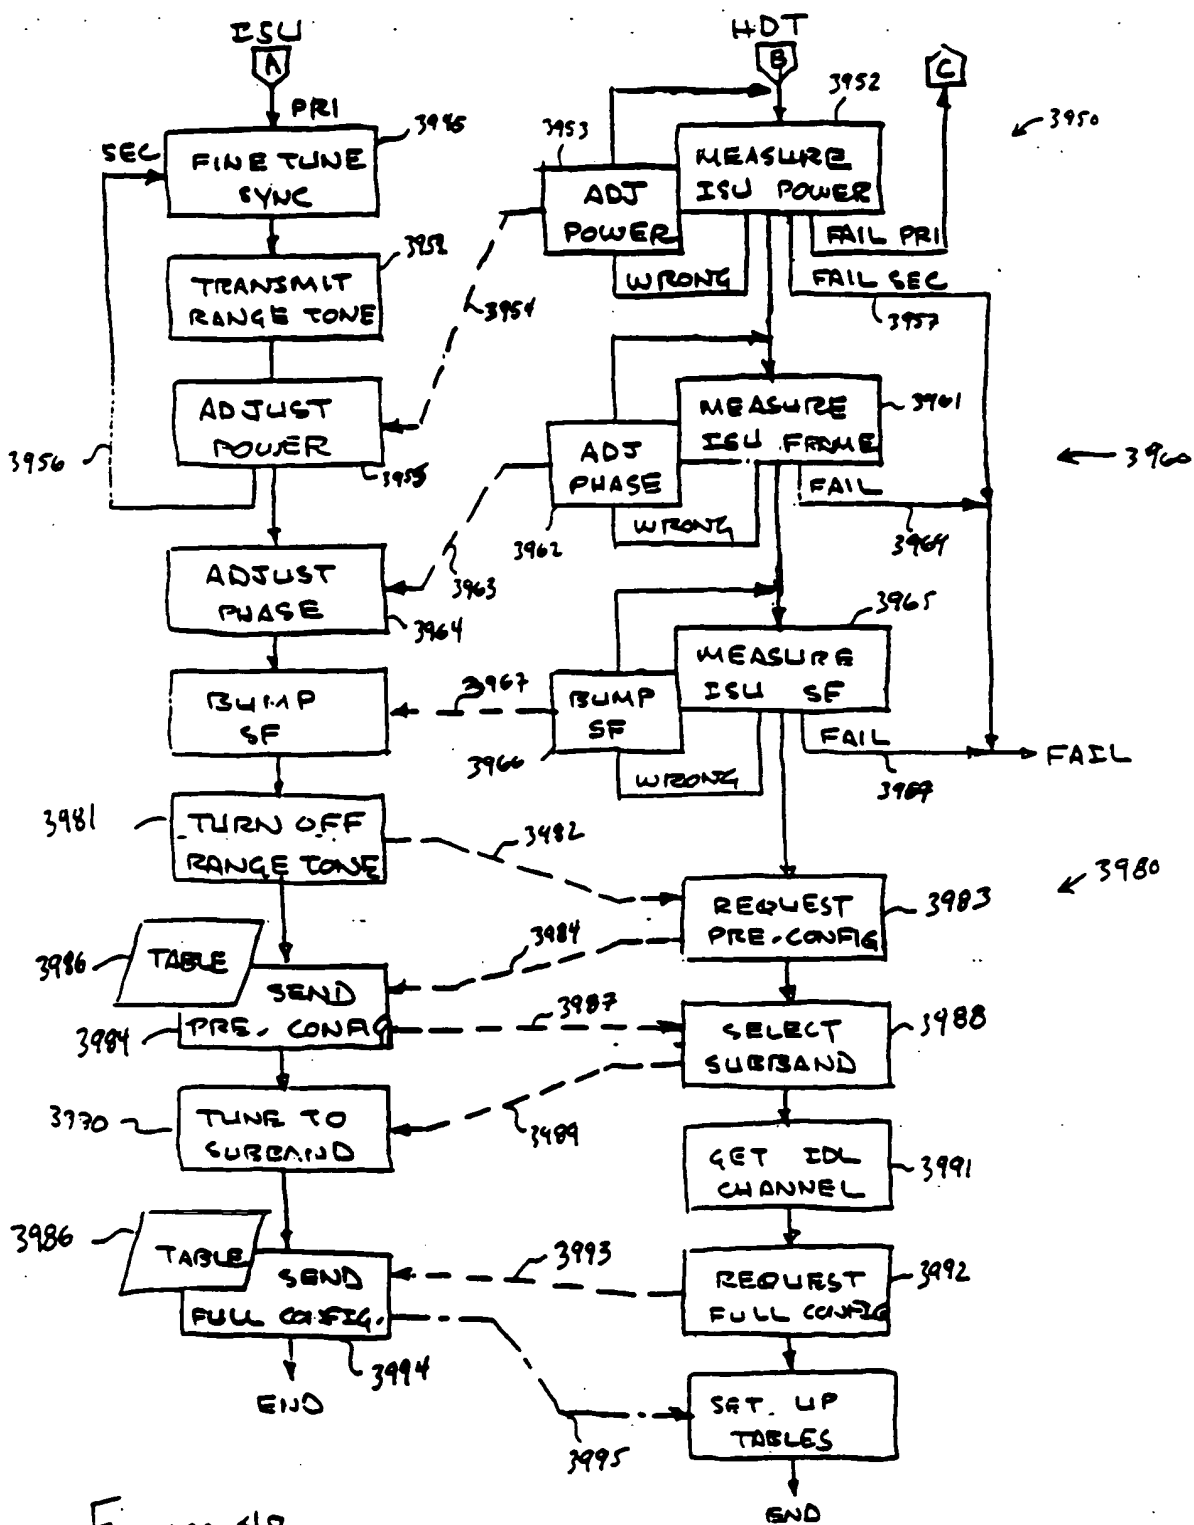 ISU
HDT
A
B
C
PRI
3952
3950
3995
3953
SEC
FINE TUNE
SYNC
MEASURE
ISU POWER
ADJ
POWER
FAIL PRI
3952
TRANSMIT
RANGE TONE
WRONG
FAIL SEC
3954
3957
ADJUST
POWER
MEASURE
ISU FRAME
3961
3956
3955
ADJ
PHASE
3960
FAIL
WRONG
3962
3964
ADJUST
PHASE
3963
3964
3965
MEASURE
ISU SF
BUMP
SF
3967
BUMP
SF
FAIL
3966
WRONG
FAIL
3969
3981
TURN OFF
RANGE TONE
3982
3980
REQUEST
PRE-CONFIG
3983
3986
TABLE
3984
SEND
PRE-CONFIG
3984
3987
SELECT
SUBBAND
3988
3970
TUNE TO
SUBBAND
3989
GET IDL
CHANNEL
3991
3986
TABLE
3993
SEND
FULL CONFIG.
REQUEST
FULL CONFIG
3992
3994
END
SET UP
TABLES
3995
END